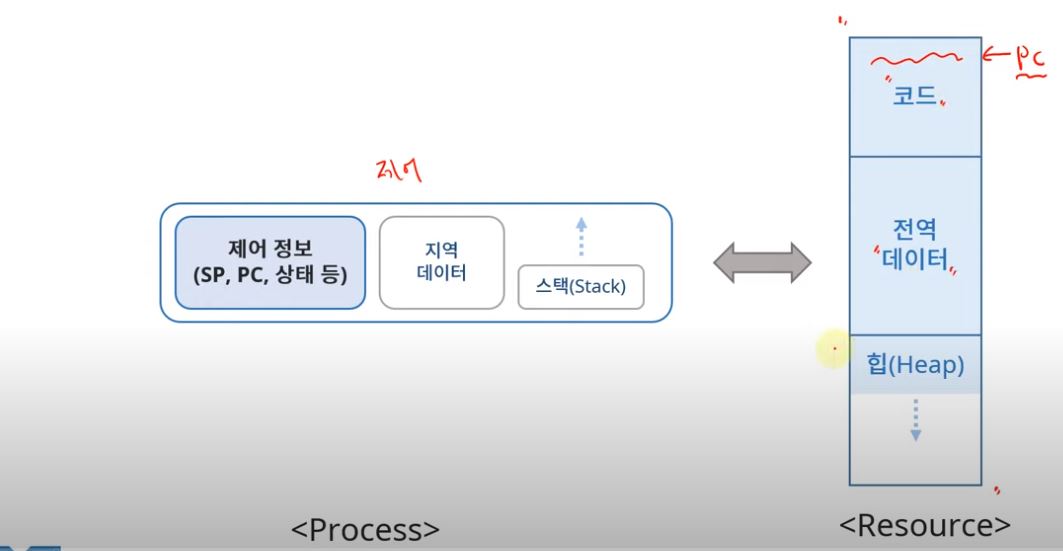 PC
코드
제어
제어 정보
(SP, PC, 상태 등)
지역
데이터
스택(Stack)
전역
데이터
힙(Heap)
<Process>
<Resource>